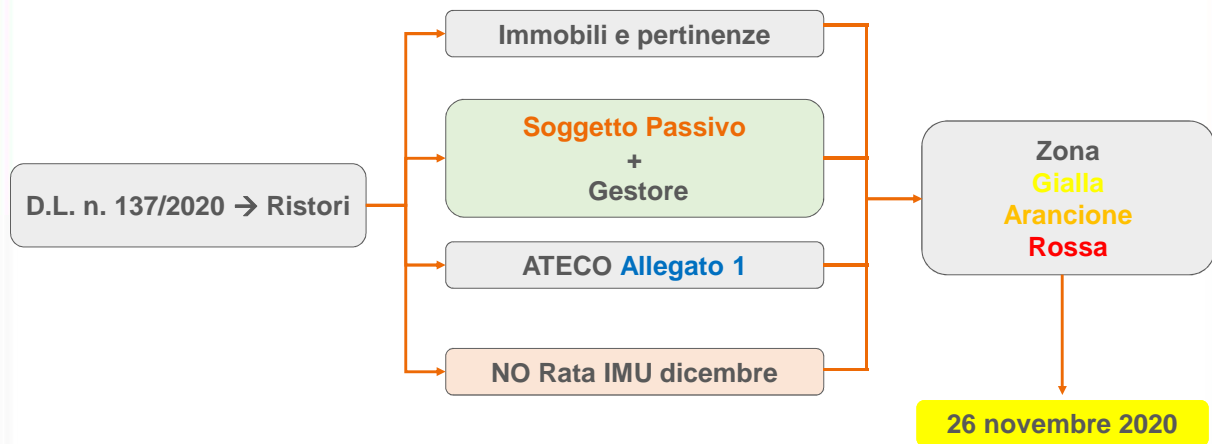 D.L. n. 137/2020 → Ristori
Immobili e pertinenze
Soggetto Passivo
+
Gestore
ATECO Allegato 1
NO Rata IMU dicembre
Zona
Gialla
Arancione
Rossa
26 novembre 2020